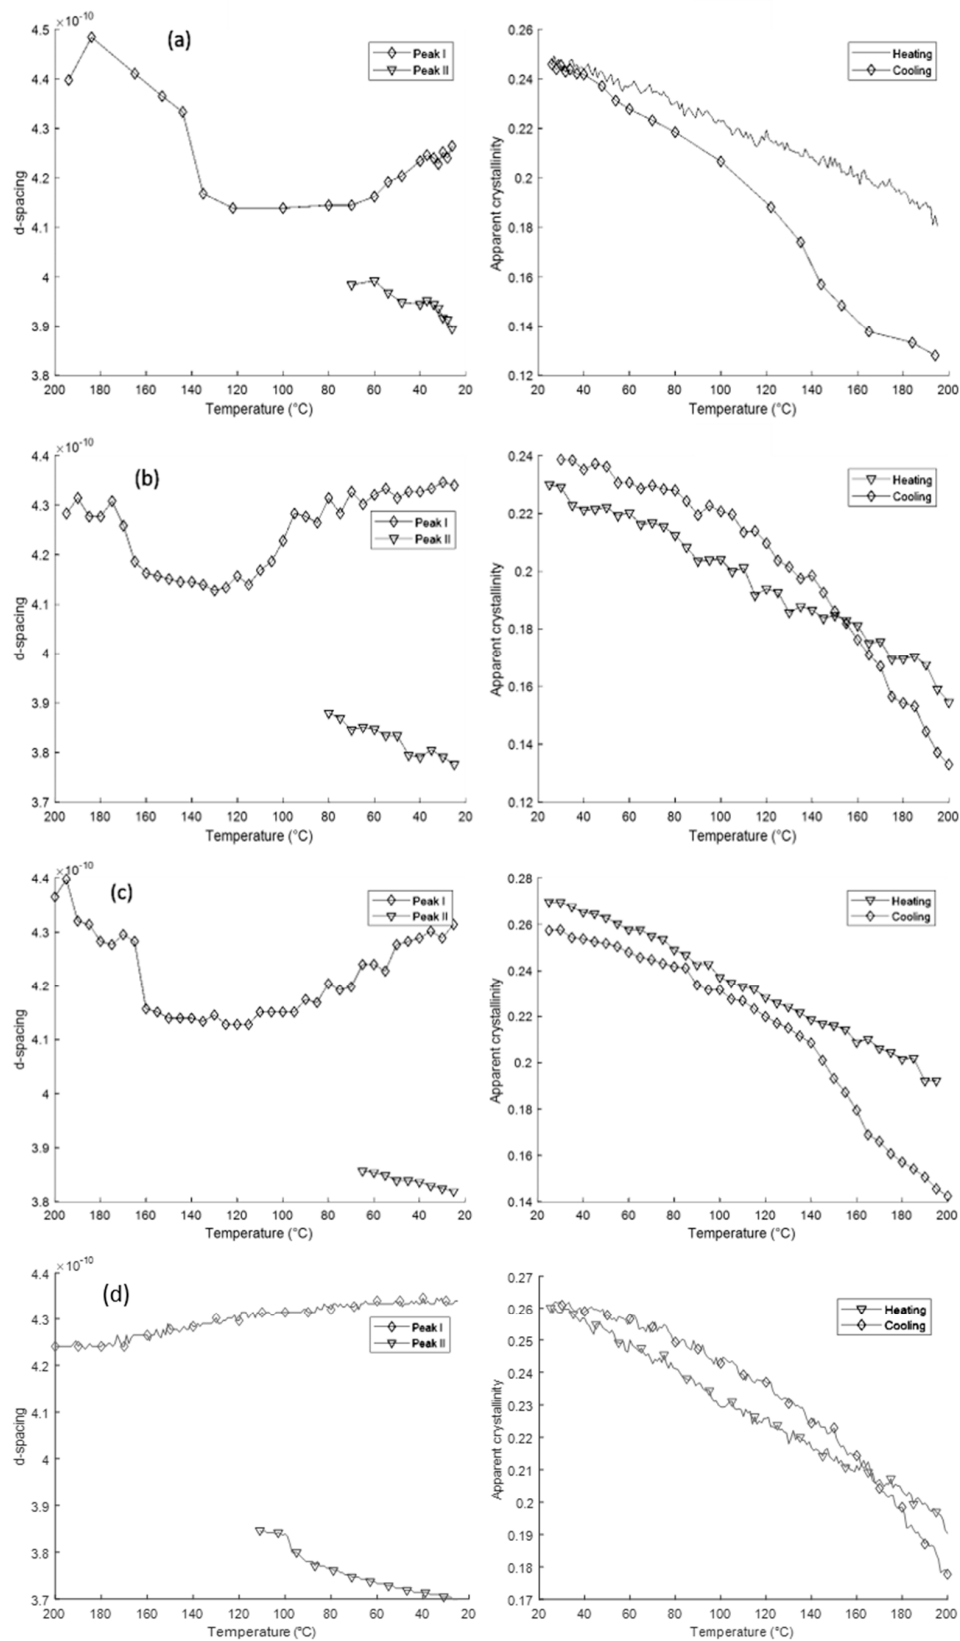 ×10⁻¹⁰
4.5
4.4
4.3
4.2
4.1
4
3.9
3.8
d-spacing
(a)
Peak I
Peak II
200 180 160 140 120 100 80 60 40 20
Temperature (°C)
0.26
0.24
0.22
0.2
0.18
0.16
0.14
0.12
Apparent crystallinity
Heating
Cooling
20 40 60 80 100 120 140 160 180 200
Temperature (°C)
×10⁻¹⁰
4.4
4.3
4.2
4.1
4
3.9
3.8
3.7
d-spacing
(b)
Peak I
Peak II
200 180 160 140 120 100 80 60 40 20
Temperature (°C)
0.24
0.22
0.2
0.18
0.16
0.14
0.12
Apparent crystallinity
Heating
Cooling
20 40 60 80 100 120 140 160 180 200
Temperature (°C)
×10⁻¹⁰
4.4
4.3
4.2
4.1
4
3.9
3.8
d-spacing
(c)
Peak I
Peak II
200 180 160 140 120 100 80 60 40 20
Temperature (°C)
0.28
0.26
0.24
0.22
0.2
0.18
0.16
0.14
Apparent crystallinity
Heating
Cooling
20 40 60 80 100 120 140 160 180 200
Temperature (°C)
×10⁻¹⁰
4.4
4.3
4.2
4.1
4
3.9
3.8
3.7
d-spacing
(d)
Peak I
Peak II
200 180 160 140 120 100 80 60 40 20
Temperature (°C)
0.27
0.26
0.25
0.24
0.23
0.22
0.21
0.2
0.19
0.18
0.17
Apparent crystallinity
Heating
Cooling
20 40 60 80 100 120 140 160 180 200
Temperature (°C)